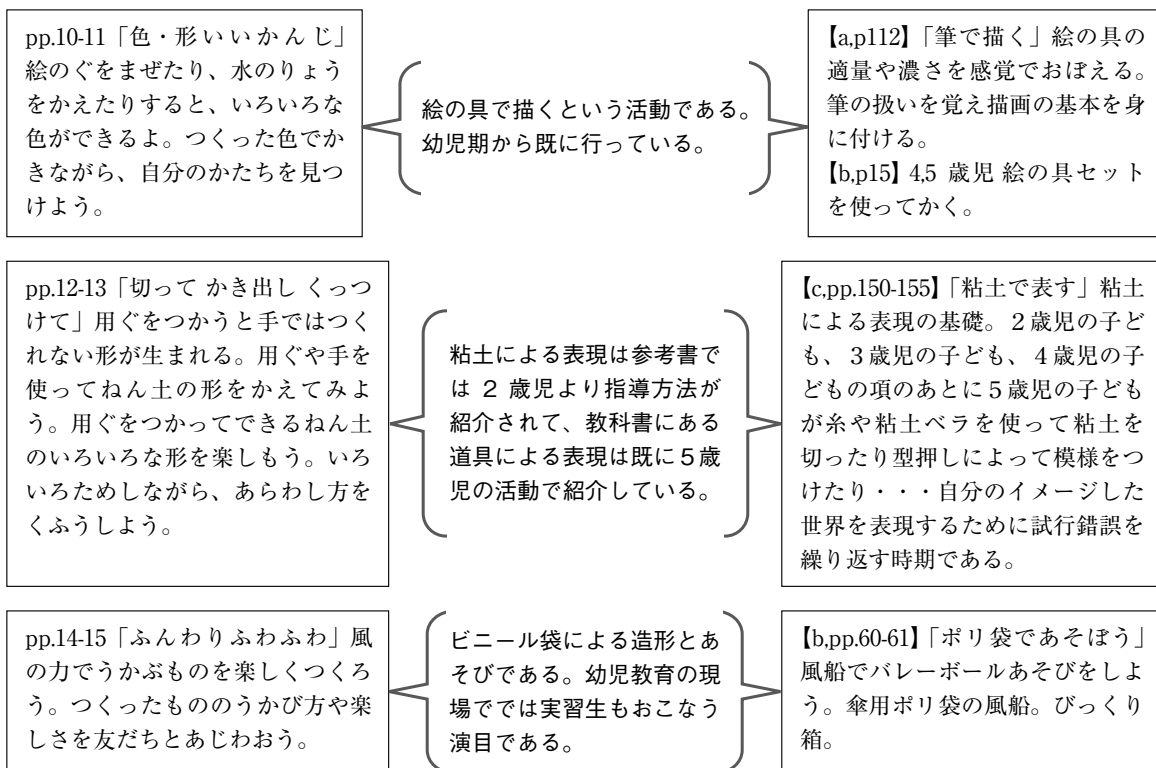 pp.10-11「色・形いいかんじ」
絵のぐをまぜたり、水のりょう
をかえたりすると、いろいろな
色ができるよ。つくった色でか
きながら、自分のかたちを見つ
けよう。
絵の具で描くという活動である。
幼児期から既に行っている。
【a,p112】「筆で描く」絵の具の
適量や濃さを感覚でおぼえる。
筆の扱いを覚え描画の基本を身
に付ける。
【b,p15】4,5 歳児 絵の具セット
を使ってかく。
pp.12-13「切って かき出し くっつ
けて」用ぐをつかうと手ではつく
れない形が生まれる。用ぐや手を
使ってねん土の形をかえてみよ
う。用ぐをつかってできるねん土
のいろいろな形を楽しもう。いろ
いろためしながら、あらわし方を
くふうしよう。
粘土による表現は参考書で
は 2 歳児より指導方法が
紹介されて、教科書にある
道具による表現は既に5歳
児の活動で紹介している。
【c,pp.150-155】「粘土で表す」粘土
による表現の基礎。2歳児の子ど
も、3歳児の子ども、4歳児の子
どもの項のあとに5歳児の子ども
が糸や粘土ベラを使って粘土を
切ったり型押しによって模様をつ
けたり・・・自分のイメージした
世界を表現するために試行錯誤を
繰り返す時期である。
pp.14-15「ふんわりふわふわ」風
の力でうかぶものを楽しくつくろ
う。つくったもののうかび方や楽
しさを友だちとあじわおう。
ビニール袋による造形とあ
そびである。幼児教育の現
場ででは実習生もおこなう
演目である。
【b,pp.60-61】「ポリ袋であそぼう」
風船でバレーボールあそびをしよ
う。傘用ポリ袋の風船。びっくり
箱。